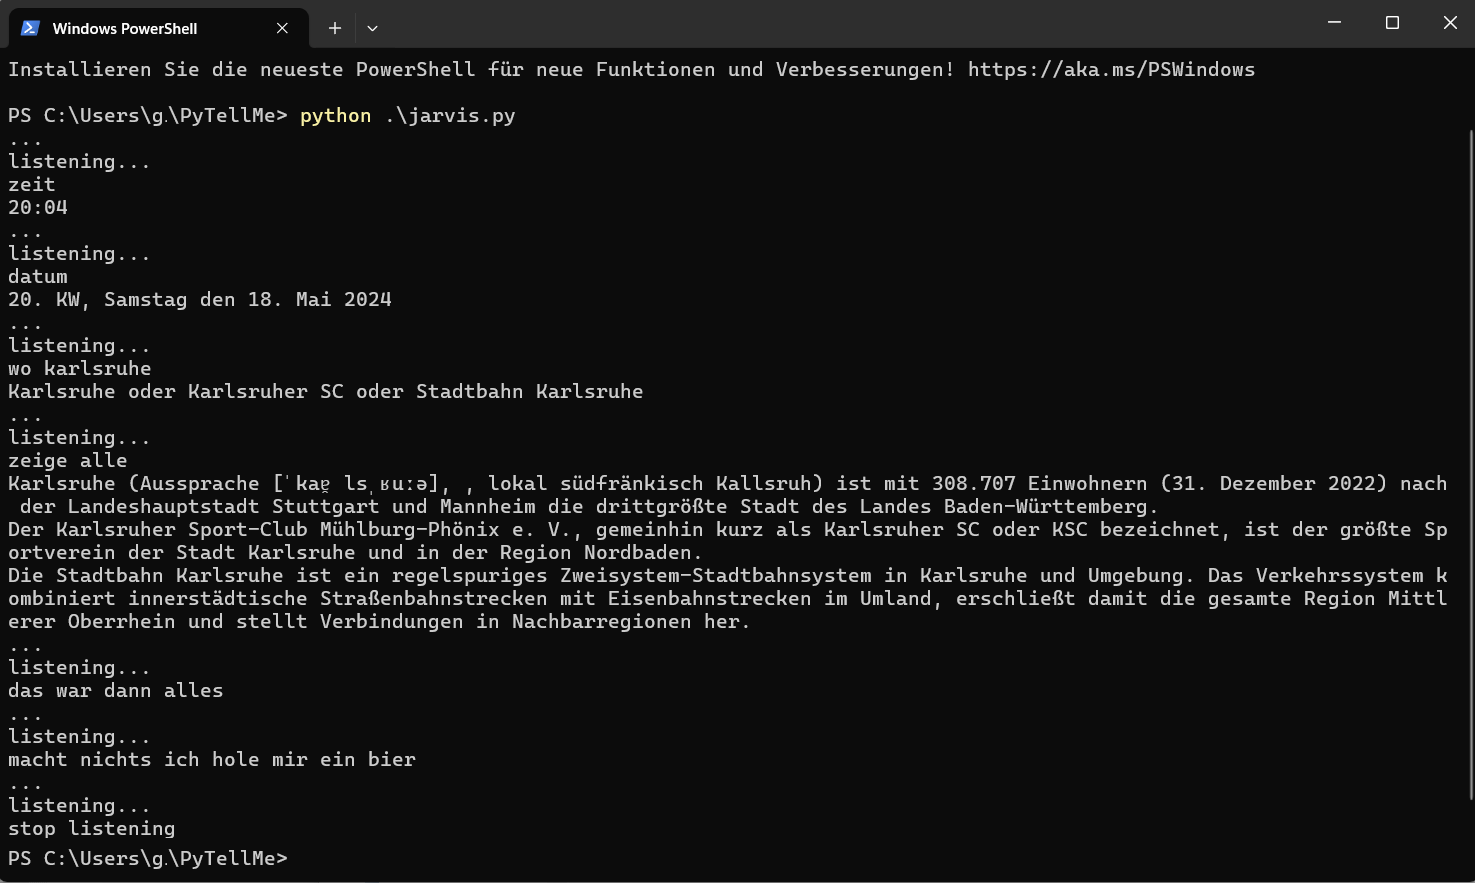 Windows PowerShell
Installieren Sie die neueste PowerShell für neue Funktionen und Verbesserungen! https://aka.ms/PSWindows
PS C:\Users\g.\PyTellMe> python .\jarvis.py
...
listening...
zeit
20:04
...
listening...
datum
20. KW, Samstag den 18. Mai 2024
...
listening...
wo karlsruhe
Karlsruhe oder Karlsruher SC oder Stadtbahn Karlsruhe
...
listening...
zeige alle
Karlsruhe (Aussprache [ˈkaɐ̯lsˌʁuːə], , lokal südfränkisch Kallsruh) ist mit 308.707 Einwohnern (31. Dezember 2022) nach
 der Landeshauptstadt Stuttgart und Mannheim die drittgrößte Stadt des Landes Baden-Württemberg.
Der Karlsruher Sport-Club Mühlburg-Phönix e. V., gemeinhin kurz als Karlsruher SC oder KSC bezeichnet, ist der größte Sp
ortverein der Stadt Karlsruhe und in der Region Nordbaden.
Die Stadtbahn Karlsruhe ist ein regelspuriges Zweisystem-Stadtbahnsystem in Karlsruhe und Umgebung. Das Verkehrssystem k
ombiniert innerstädtische Straßenbahnstrecken mit Eisenbahnstrecken im Umland, erschließt damit die gesamte Region Mittl
erer Oberrhein und stellt Verbindungen in Nachbarregionen her.
...
listening...
das war dann alles
...
listening...
macht nichts ich hole mir ein bier
...
listening...
stop listening
PS C:\Users\g.\PyTellMe>